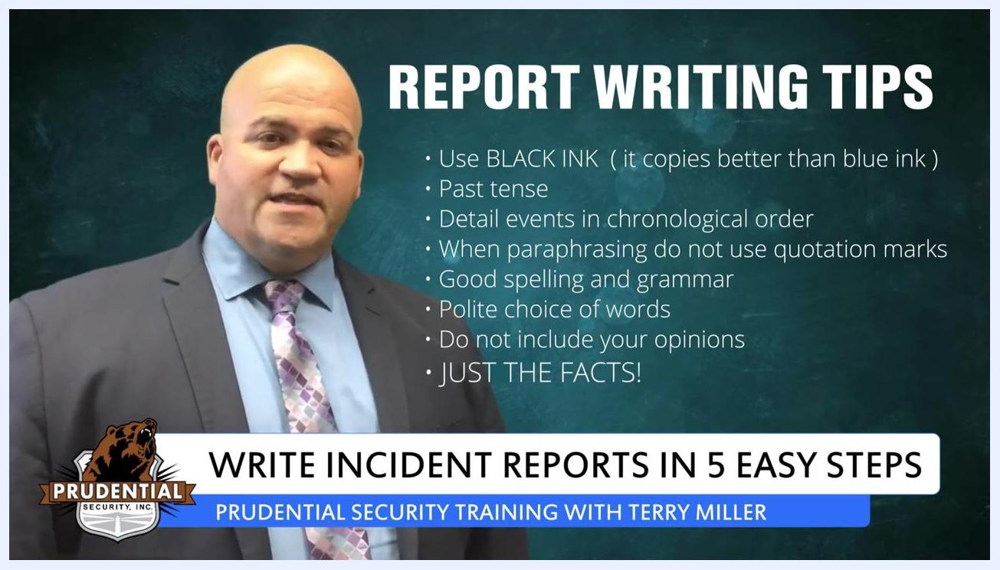 REPORT WRITING TIPS
• Use BLACK INK ( it copies better than blue ink )
• Past tense
• Detail events in chronological order
• When paraphrasing do not use quotation marks
• Good spelling and grammar
• Polite choice of words
• Do not include your opinions
• JUST THE FACTS!
WRITE INCIDENT REPORTS IN 5 EASY STEPS
PRUDENTIAL
SECURITY, INC.
PRUDENTIAL SECURITY TRAINING WITH TERRY MILLER